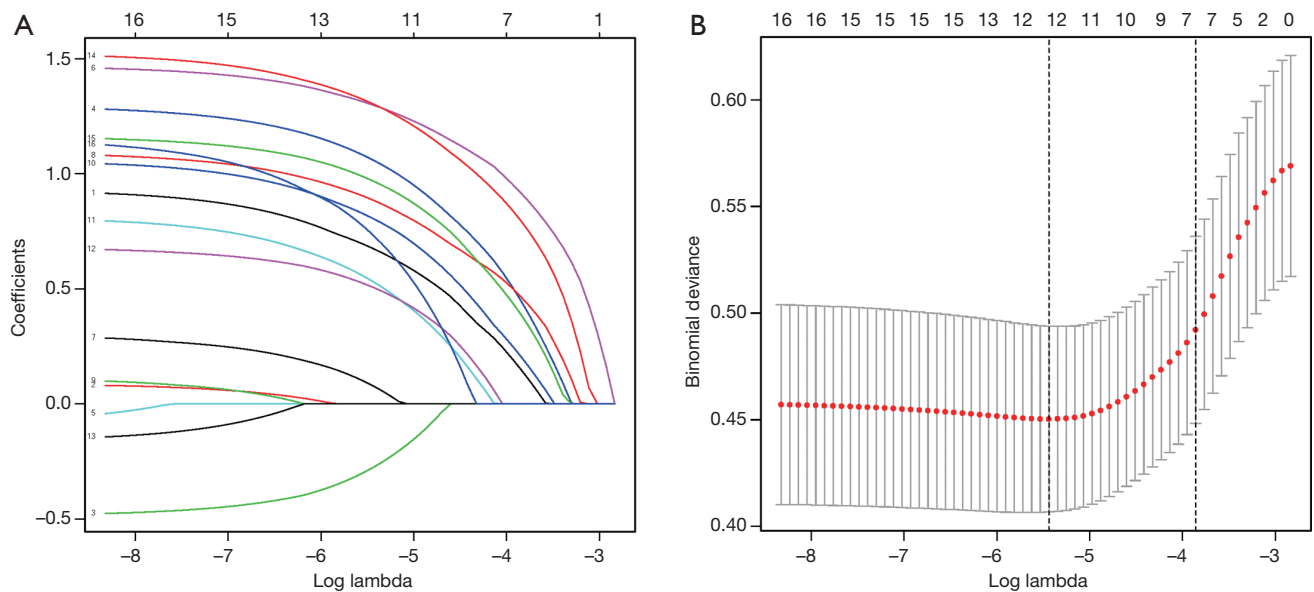 A
16 15 13 11 7 1
1.5
1.0
0.5
0.0
–0.5
Coefficients
14
6
4
15
16
8
10
1
11
12
7
9
2
5
13
3
–8 –7 –6 –5 –4 –3
Log lambda
B
16 16 15 15 15 15 13 12 12 11 10 9 7 7 5 2 0
0.60
0.55
0.50
0.45
0.40
Binomial deviance
–8 –7 –6 –5 –4 –3
Log lambda